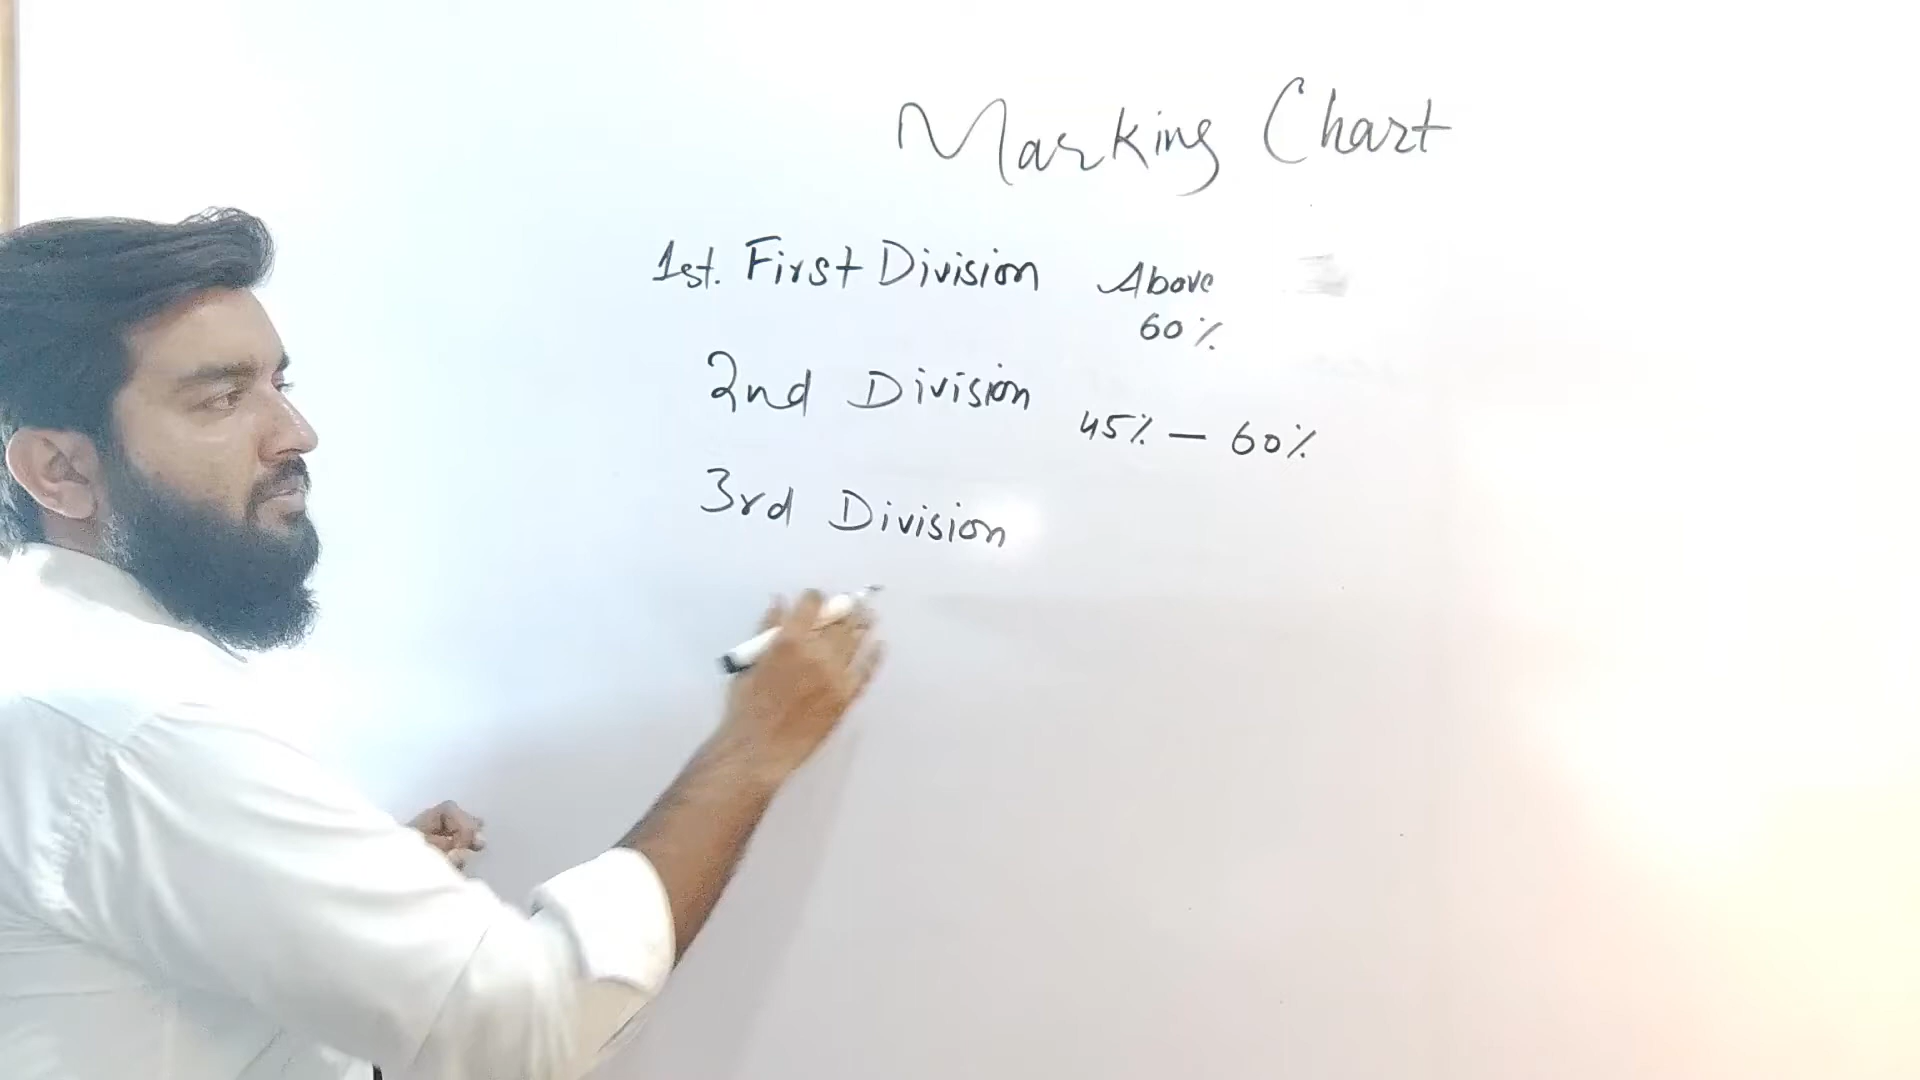 Marking Chart
1st. First Division Above
60%
2nd Division
45% — 60%
3rd Division